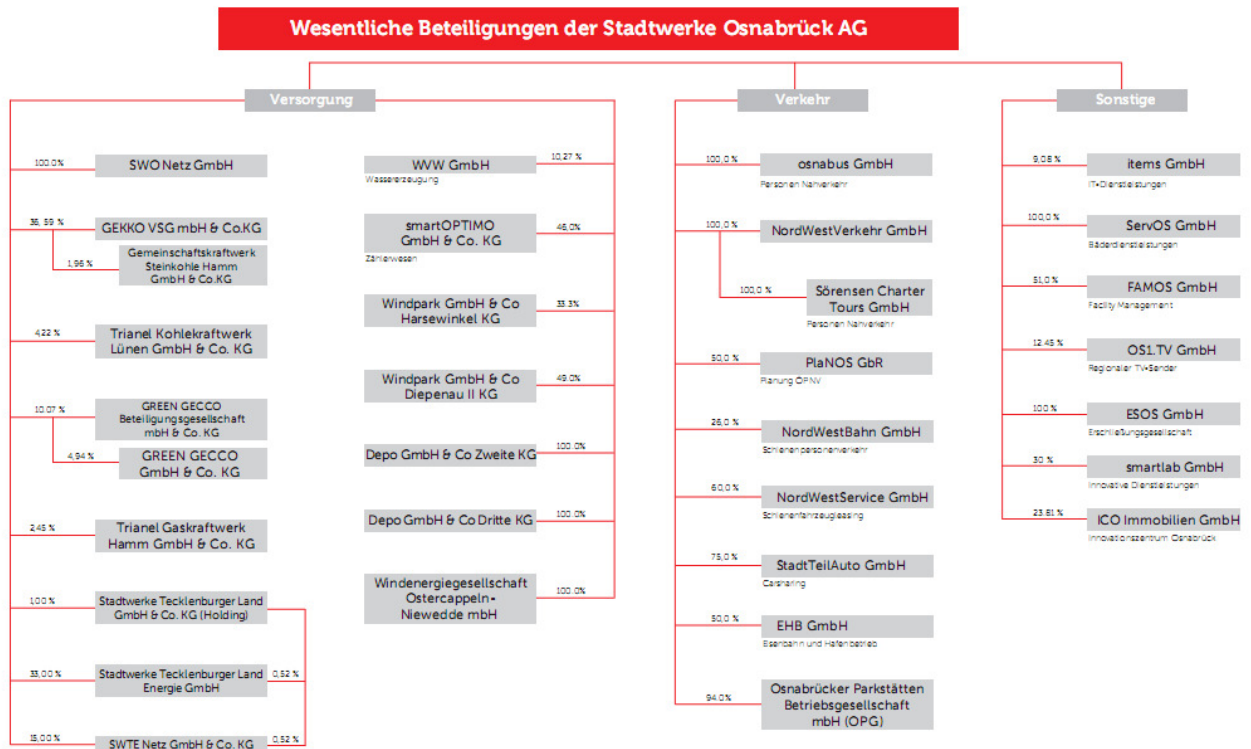 Wesentliche Beteiligungen der Stadtwerke Osnabrück AG
Versorgung
100.0%
SWO Netz GmbH
36, 59 %
GEKKO VSG mbH & Co.KG
1,96 %
Gemeinschaftskraftwerk
Steinkohle Hamm
GmbH & Co.KG
4,22 %
Trianel Kohlekraftwerk
Lünen GmbH & Co. KG
10,07 %
GREEN GECCO
Beteiligungsgesellschaft
mbH & Co. KG
4,94 %
GREEN GECCO
GmbH & Co. KG
2,45 %
Trianel Gaskraftwerk
Hamm GmbH & Co. KG
1,00 %
Stadtwerke Tecklenburger Land
GmbH & Co. KG (Holding)
33,00 %
Stadtwerke Tecklenburger Land
Energie GmbH
0,52 %
15,00 %
SWTE Netz GmbH & Co. KG
0,52 %
WVW GmbH
10,27 %
Wassererzeugung
smartOPTIMO
GmbH & Co. KG
46,0%
Zählerwesen
Windpark GmbH & Co
Harsewinkel KG
33.3%
Windpark GmbH & Co
Diepenau II KG
49.0%
Depo GmbH & Co Zweite KG
100.0%
Depo GmbH & Co Dritte KG
100.0%
Windenergiegesellschaft
Ostercappeln-
Niewedde mbH
100.0%
Verkehr
100,0 %
osnabus GmbH
Personen Nahverkehr
100,0 %
NordWestVerkehr GmbH
100,0 %
Sörensen Charter
Tours GmbH
Personen Nahverkehr
50,0 %
PlaNOS GbR
Planung ÖPNV
26,0 %
NordWestBahn GmbH
Schienenpersonenverkehr
60,0 %
NordWestService GmbH
Schienenfahrzeugleasing
75,0 %
StadtTeilAuto GmbH
Carsharing
50,0 %
EHB GmbH
Eisenbahn und Hafenbetrieb
94.0%
Osnabrücker Parkstätten
Betriebsgesellschaft
mbH (OPG)
Sonstige
9,08 %
items GmbH
IT-Dienstleistungen
100,0 %
ServOS GmbH
Bäderdienstleistungen
51,0 %
FAMOS GmbH
Facility Management
12.45 %
OS1.TV GmbH
Regionaler TV-Sender
100 %
ESOS GmbH
Erschließungsgesellschaft
30 %
smartlab GmbH
Innovative Dienstleistungen
23.81 %
ICO Immobilien GmbH
Innovationszentrum Osnabrück